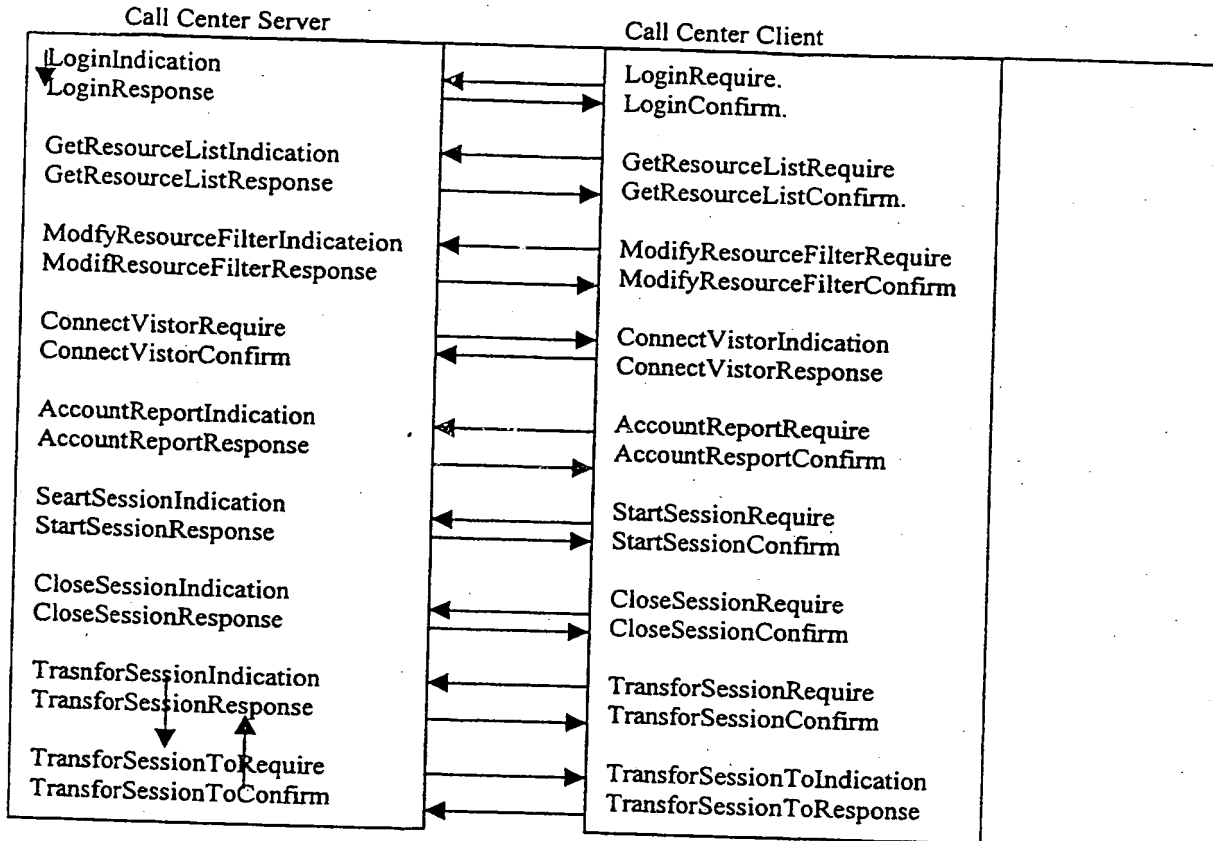 Call Center Server
Call Center Client
LoginIndication
LoginResponse
LoginRequire.
LoginConfirm.
GetResourceListIndication
GetResourceListResponse
GetResourceListRequire
GetResourceListConfirm.
ModfyResourceFilterIndicateion
ModifResourceFilterResponse
ModifyResourceFilterRequire
ModifyResourceFilterConfirm
ConnectVistorRequire
ConnectVistorConfirm
ConnectVistorIndication
ConnectVistorResponse
AccountReportIndication
AccountReportResponse
AccountReportRequire
AccountResportConfirm
SeartSessionIndication
StartSessionResponse
StartSessionRequire
StartSessionConfirm
CloseSessionIndication
CloseSessionResponse
CloseSessionRequire
CloseSessionConfirm
TrasnforSessionIndication
TransforSessionResponse
TransforSessionRequire
TransforSessionConfirm
TransforSessionToRequire
TransforSessionToConfirm
TransforSessionToIndication
TransforSessionToResponse